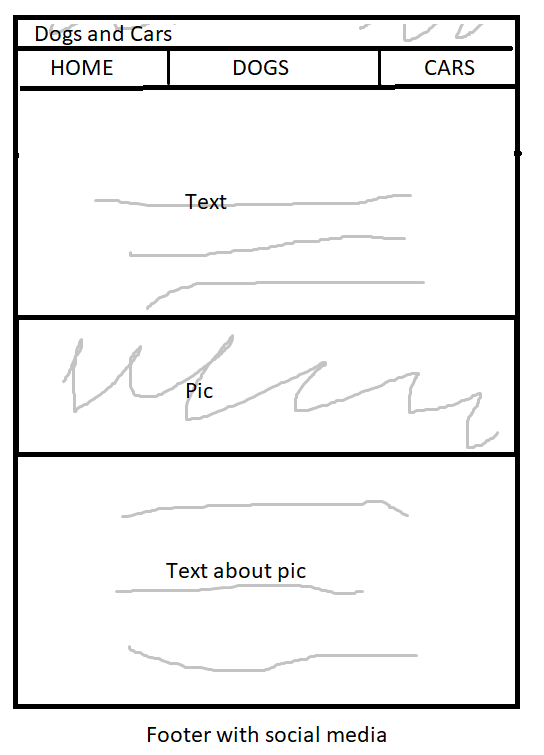 Dogs and Cars
HOME DOGS CARS
Text
Pic
Text about pic
Footer with social media